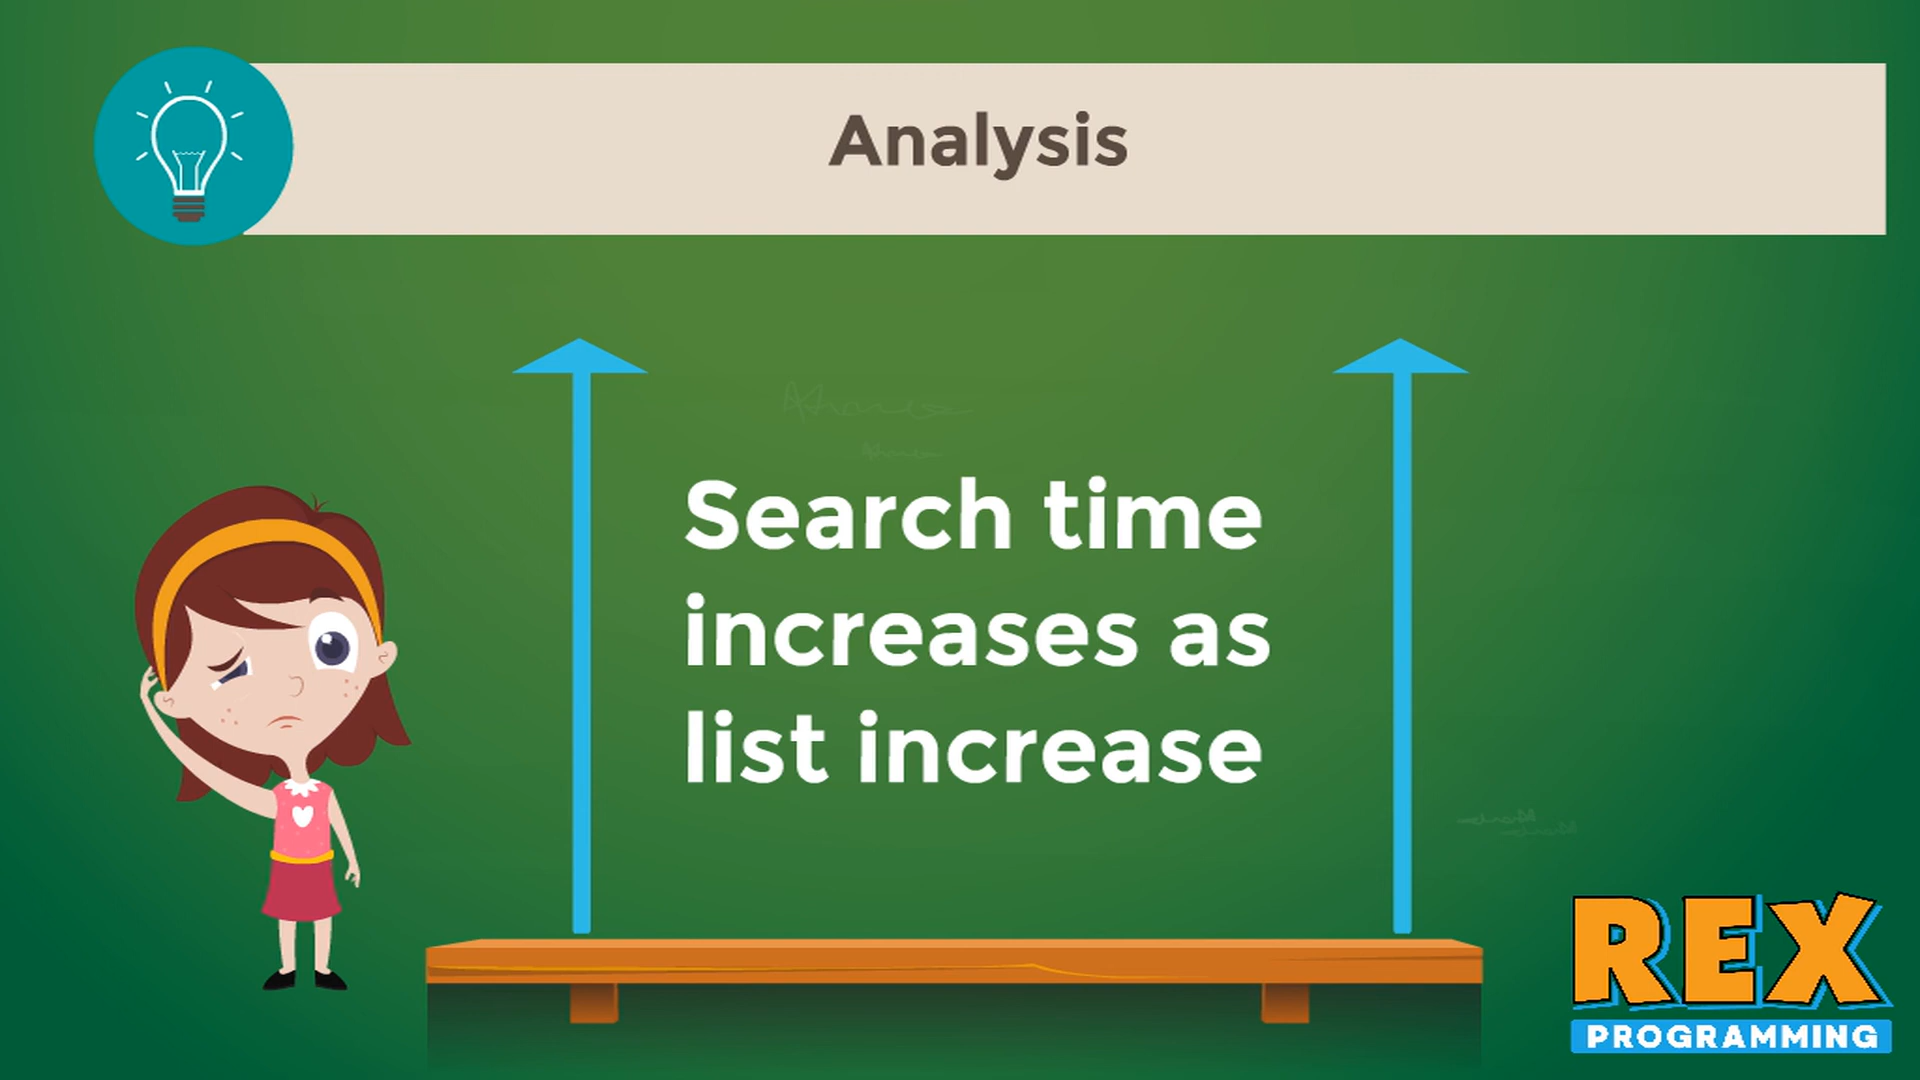 Analysis
Search time
increases as
list increase
REX
PROGRAMMING